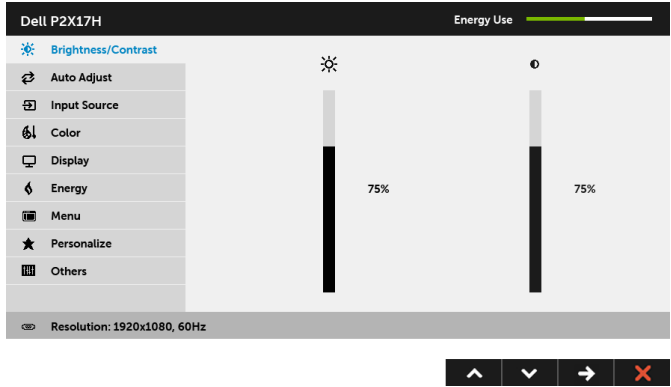 Dell P2X17H
Energy Use
Brightness/Contrast
Auto Adjust
Input Source
Color
Display
Energy
Menu
Personalize
Others
75%
75%
Resolution: 1920x1080, 60Hz